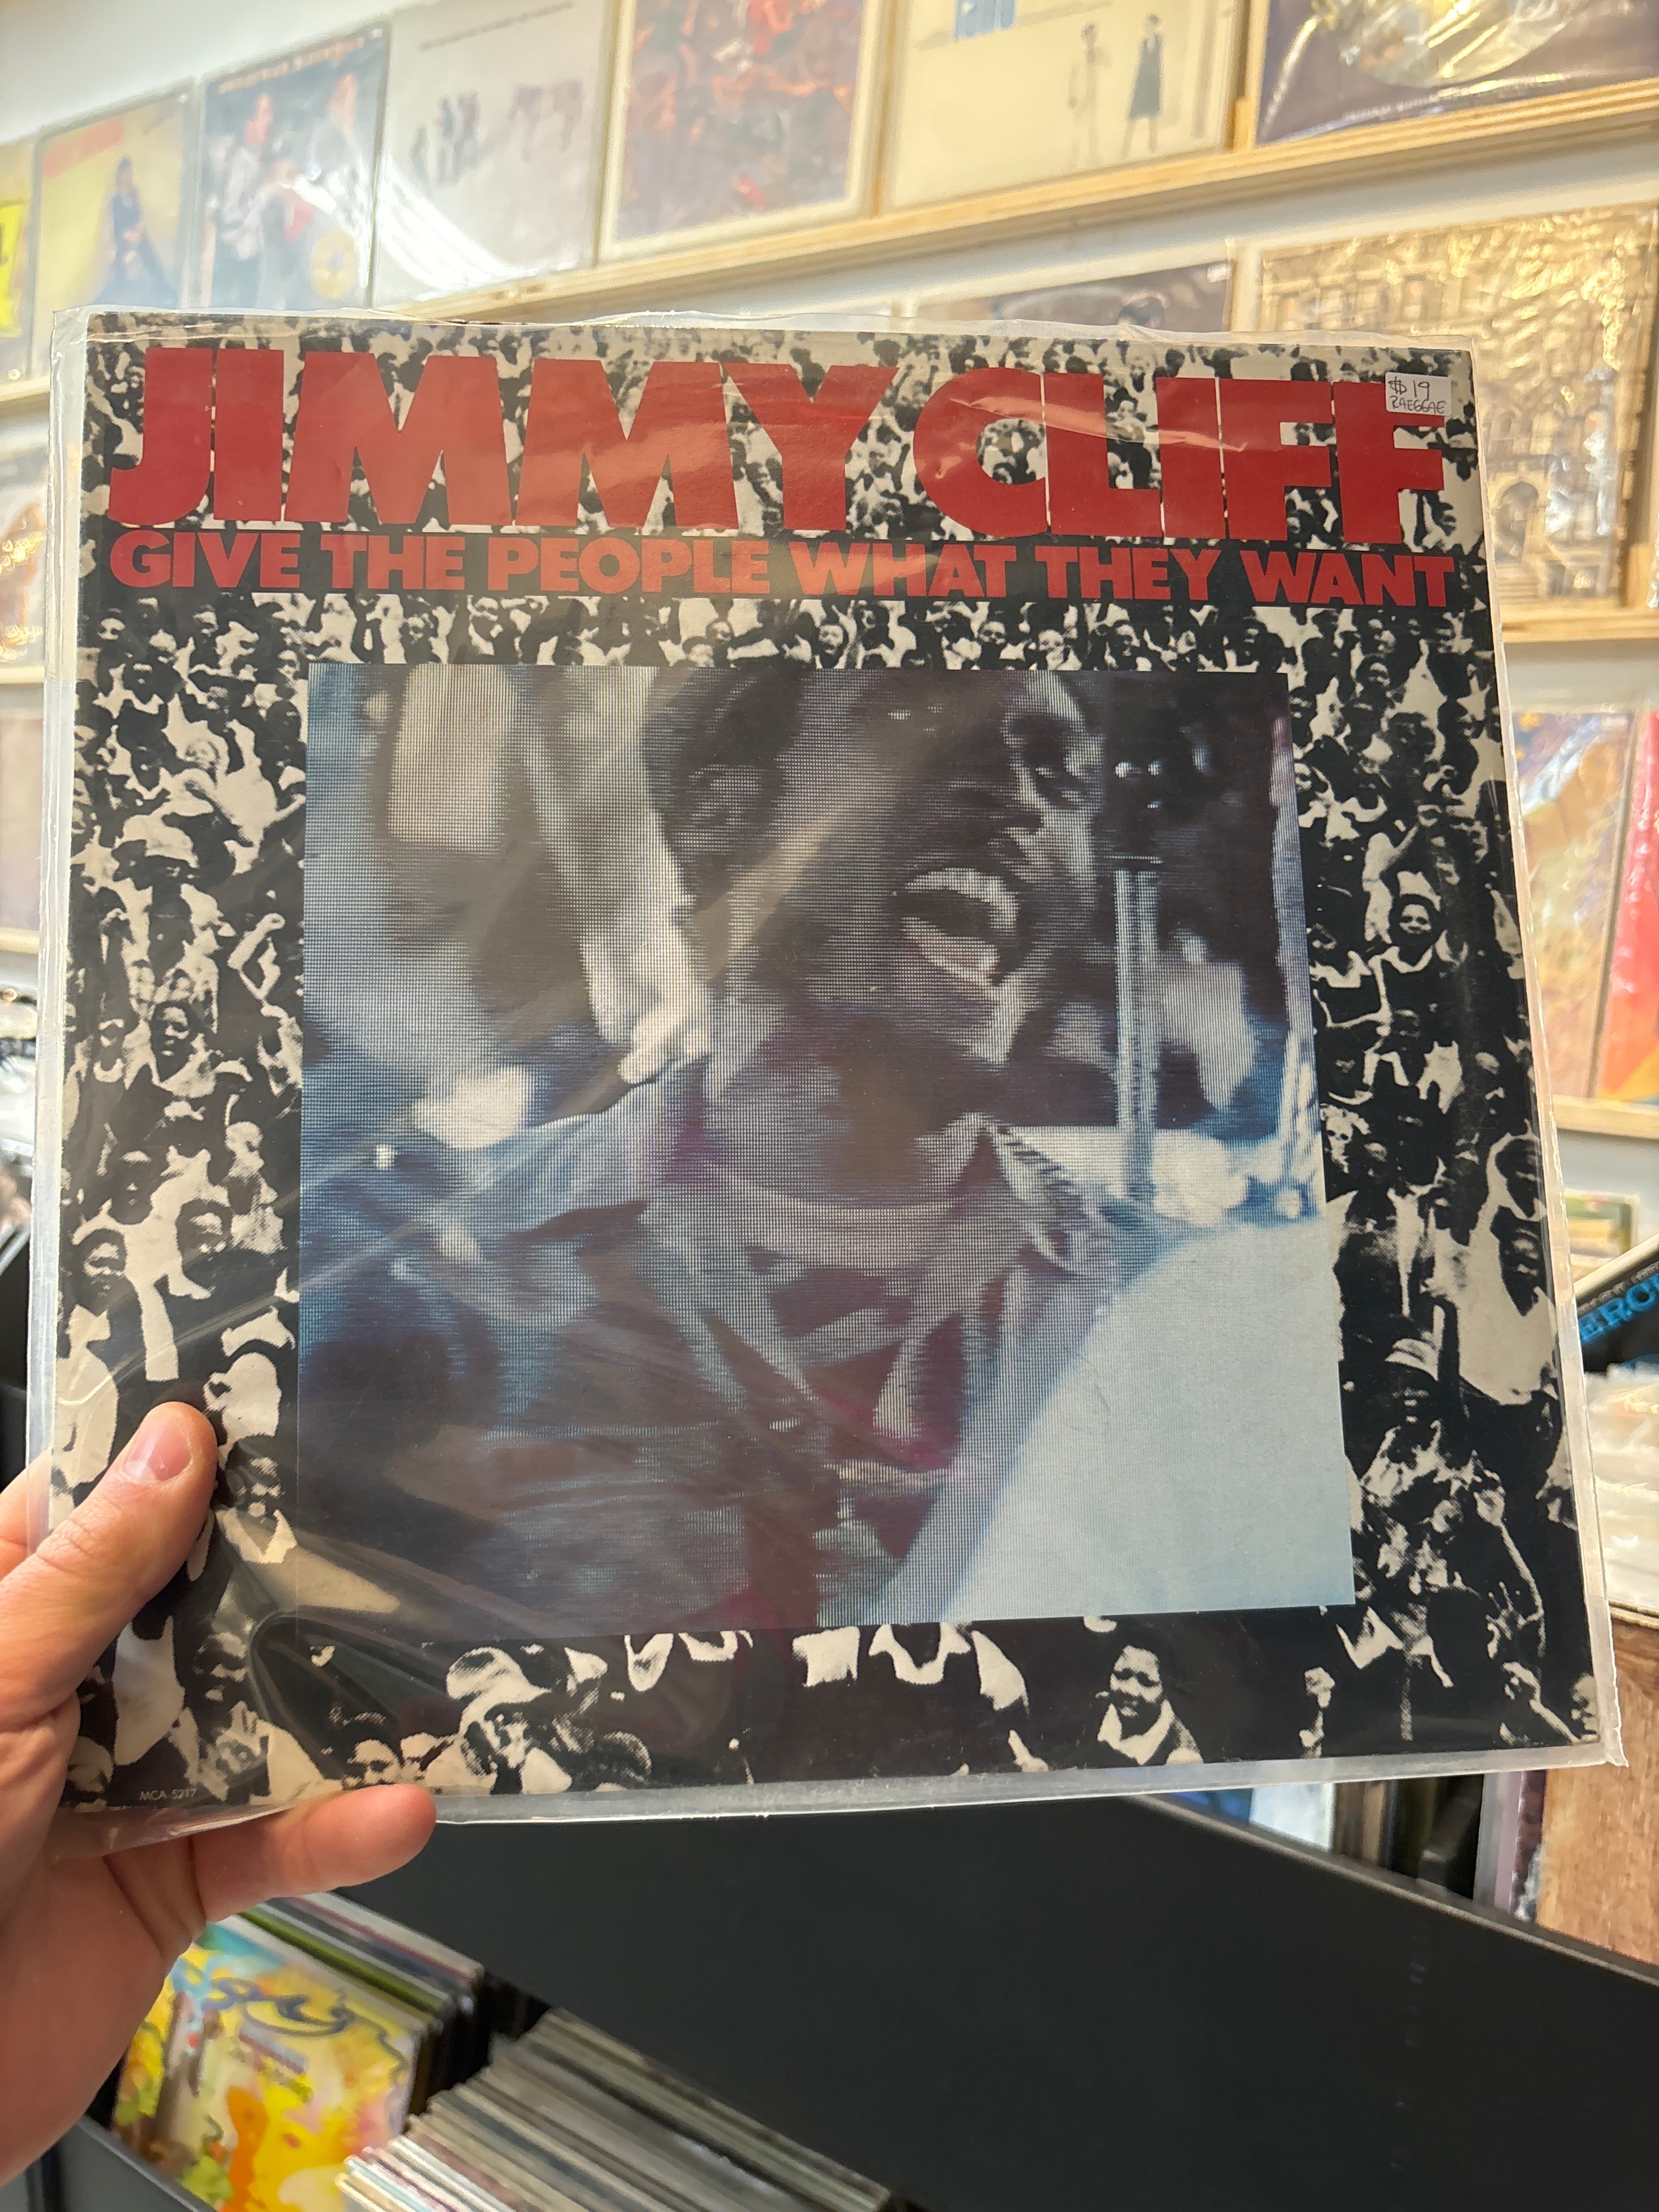 JIMMY CLIFF
$19
RAEGGAE
GIVE THE PEOPLE WHAT THEY WANT
MCA-5217